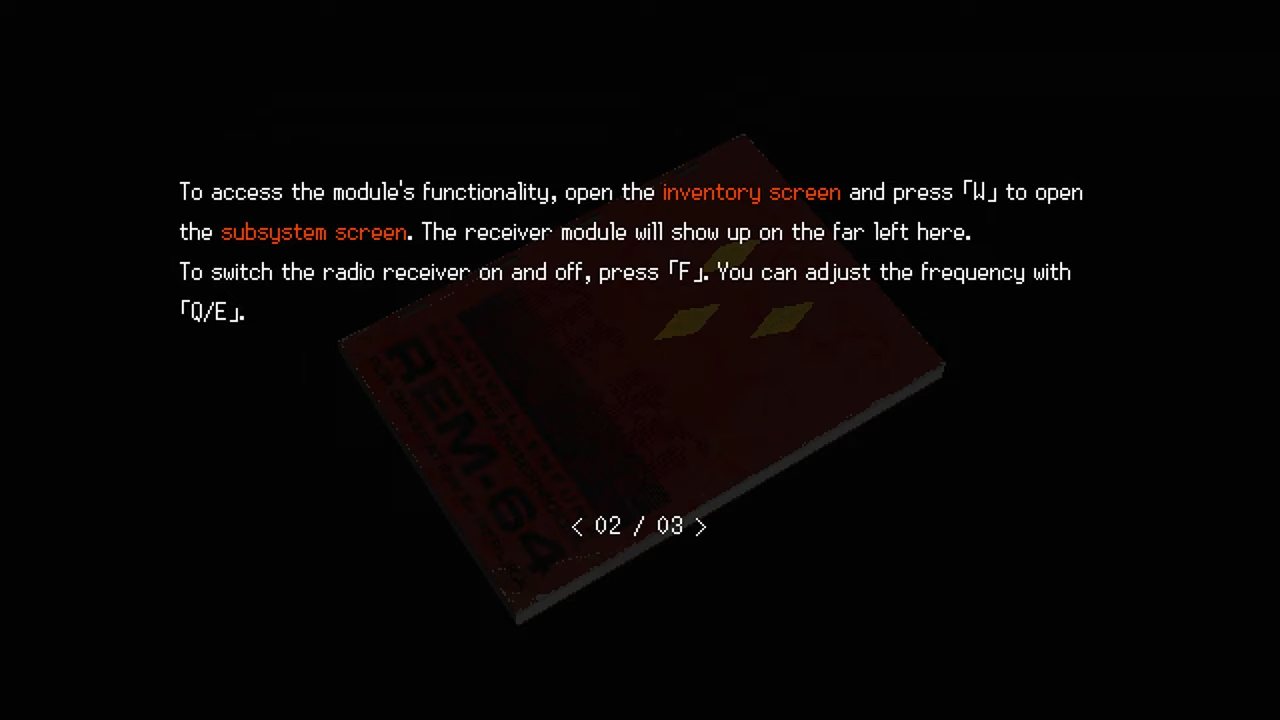 To access the module's functionality, open the inventory screen and press 「W」 to open
the subsystem screen. The receiver module will show up on the far left here.
To switch the radio receiver on and off, press 「F」. You can adjust the frequency with
「Q/E」.
REM-64
< 02 / 03 >